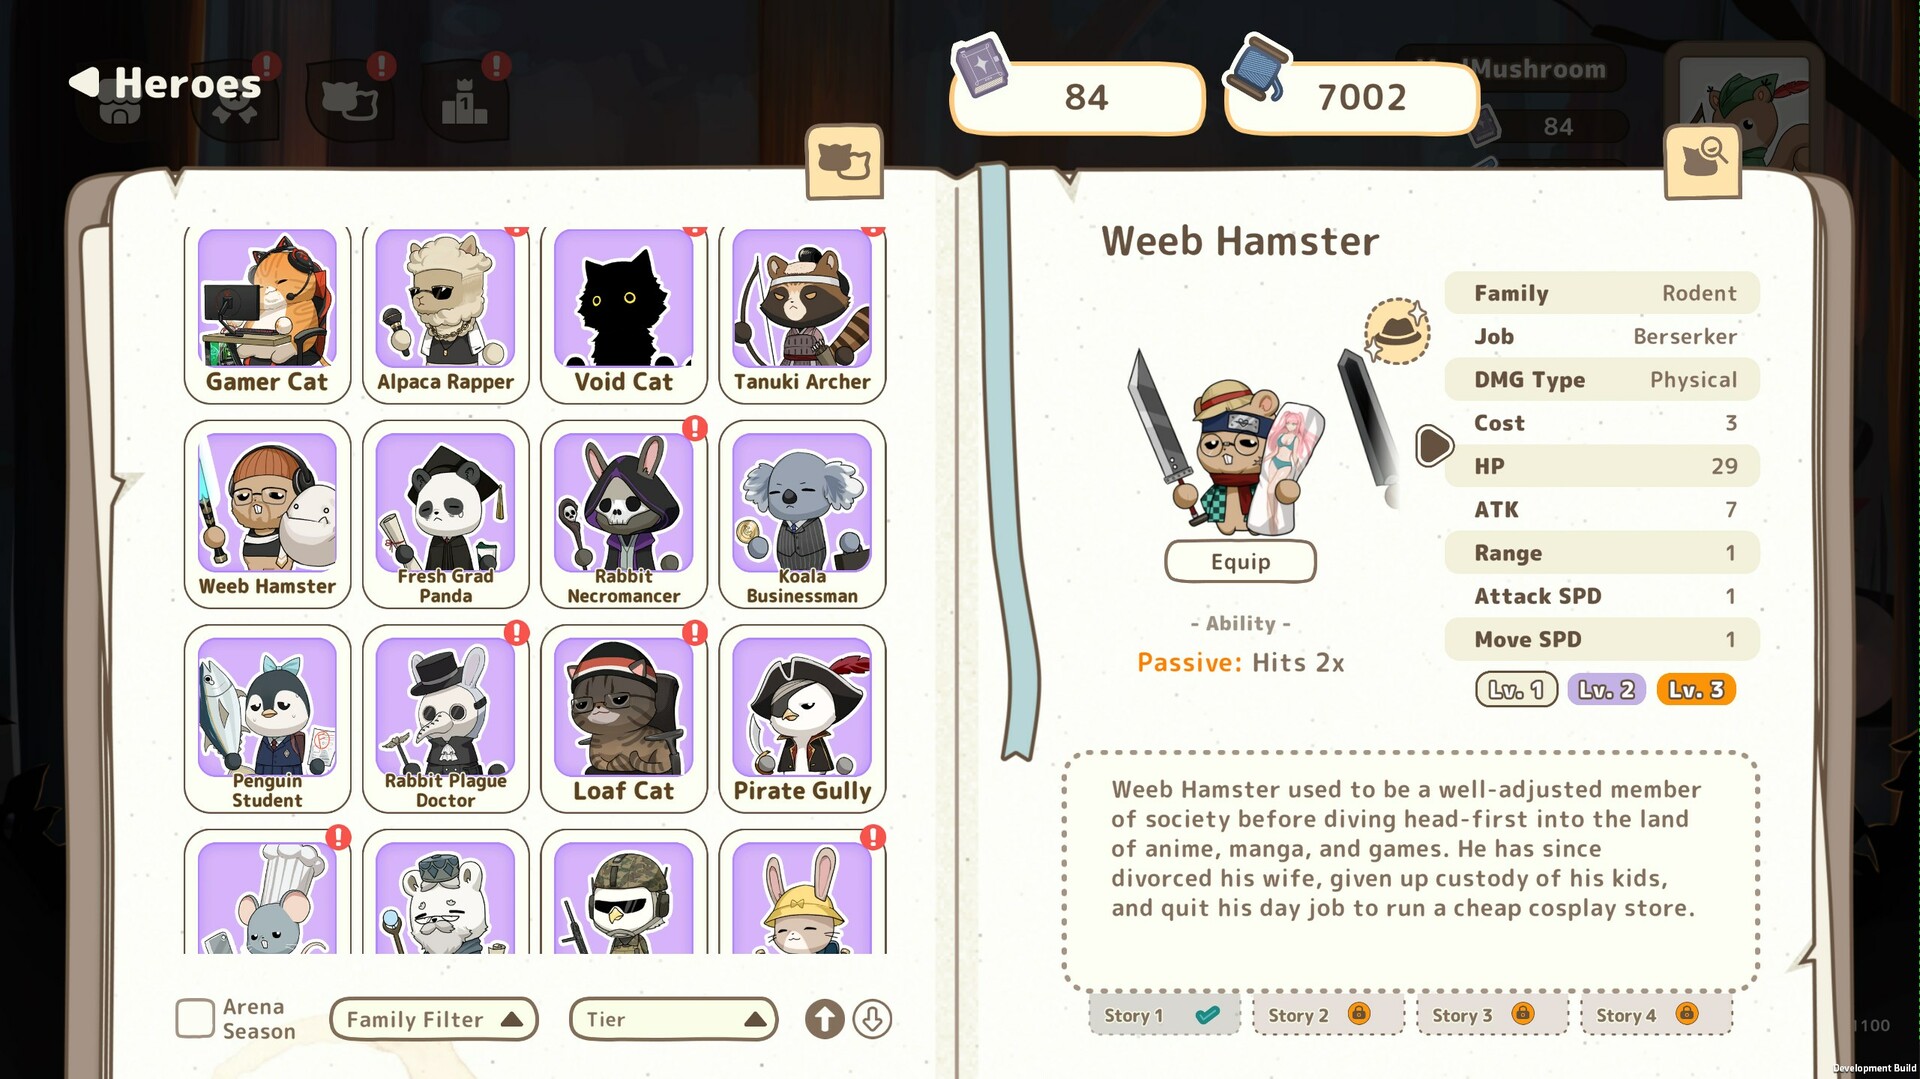 Heroes
84
7002
Mushroom
84
Weeb Hamster
Gamer Cat
Alpaca Rapper
Void Cat
Tanuki Archer
Weeb Hamster
Fresh Grad
Panda
Rabbit
Necromancer
Koala
Businessman
Penguin
Student
Rabbit Plague
Doctor
Loaf Cat
Pirate Gully
Arena
Season
Family Filter
Tier
Family Rodent
Job Berserker
DMG Type Physical
Cost 3
HP 29
ATK 7
Range 1
Attack SPD 1
Move SPD 1
Lv. 1 Lv. 2 Lv. 3
Equip
- Ability -
Passive: Hits 2x
Weeb Hamster used to be a well-adjusted member
of society before diving head-first into the land
of anime, manga, and games. He has since
divorced his wife, given up custody of his kids,
and quit his day job to run a cheap cosplay store.
Story 1
Story 2
Story 3
Story 4
1100
Development Build